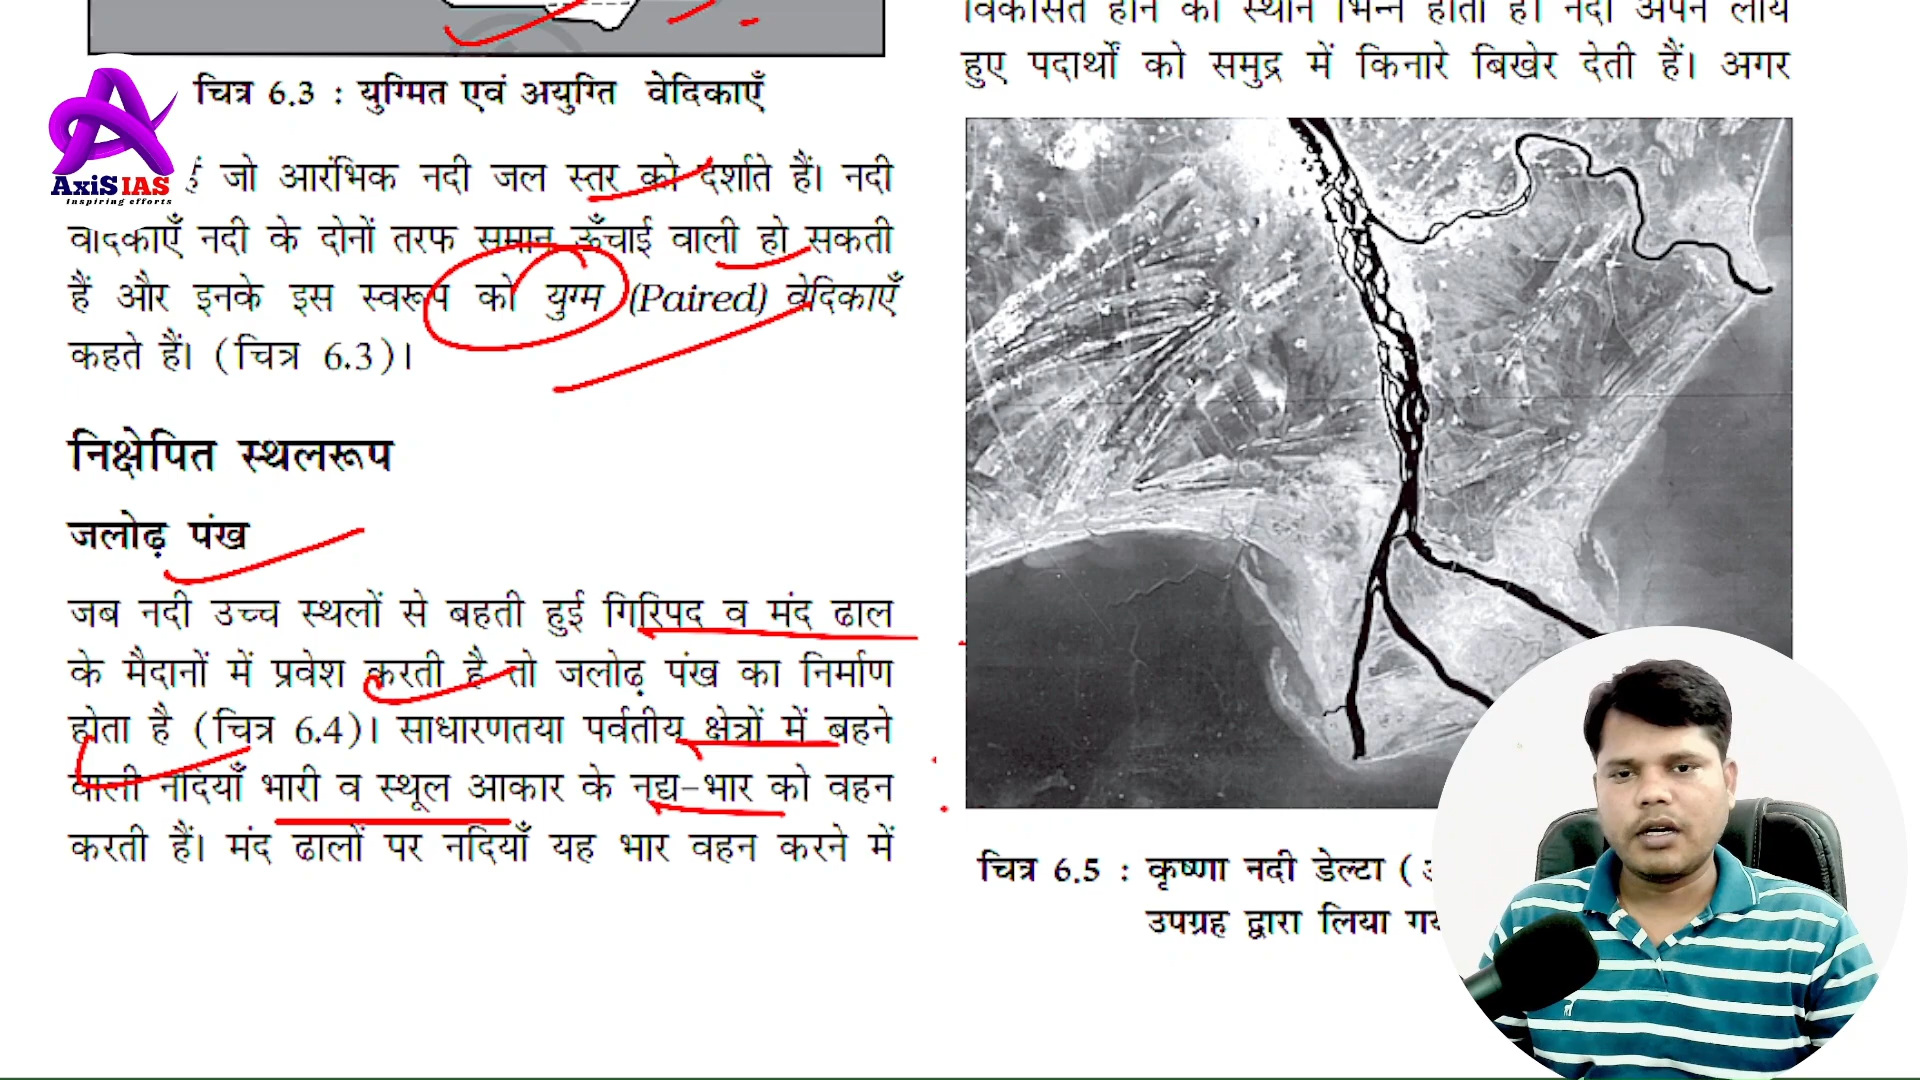 चित्र 6.3 : युग्मित एवं अयुग्ति वेदिकाएँ
AxiS IAS
Inspiring efforts
जो आरंभिक नदी जल स्तर को दर्शाते हैं। नदी
वेदिकाएँ नदी के दोनों तरफ समान ऊँचाई वाली हो सकती
हैं और इनके इस स्वरूप को युग्म (Paired) वेदिकाएँ
कहते हैं। (चित्र 6.3)।
निक्षेपित स्थलरूप
जलोढ़ पंख
जब नदी उच्च स्थलों से बहती हुई गिरिपद व मंद ढाल
के मैदानों में प्रवेश करती है तो जलोढ़ पंख का निर्माण
होता है (चित्र 6.4)। साधारणतया पर्वतीय क्षेत्रों में बहने
वाली नदियाँ भारी व स्थूल आकार के नद्य-भार को वहन
करती हैं। मंद ढालों पर नदियाँ यह भार वहन करने में
विकसित होने का स्थान भिन्न होता है। नदी अपने लाये
हुए पदार्थों को समुद्र में किनारे बिखेर देती हैं। अगर
चित्र 6.5 : कृष्णा नदी डेल्टा (
उपग्रह द्वारा लिया